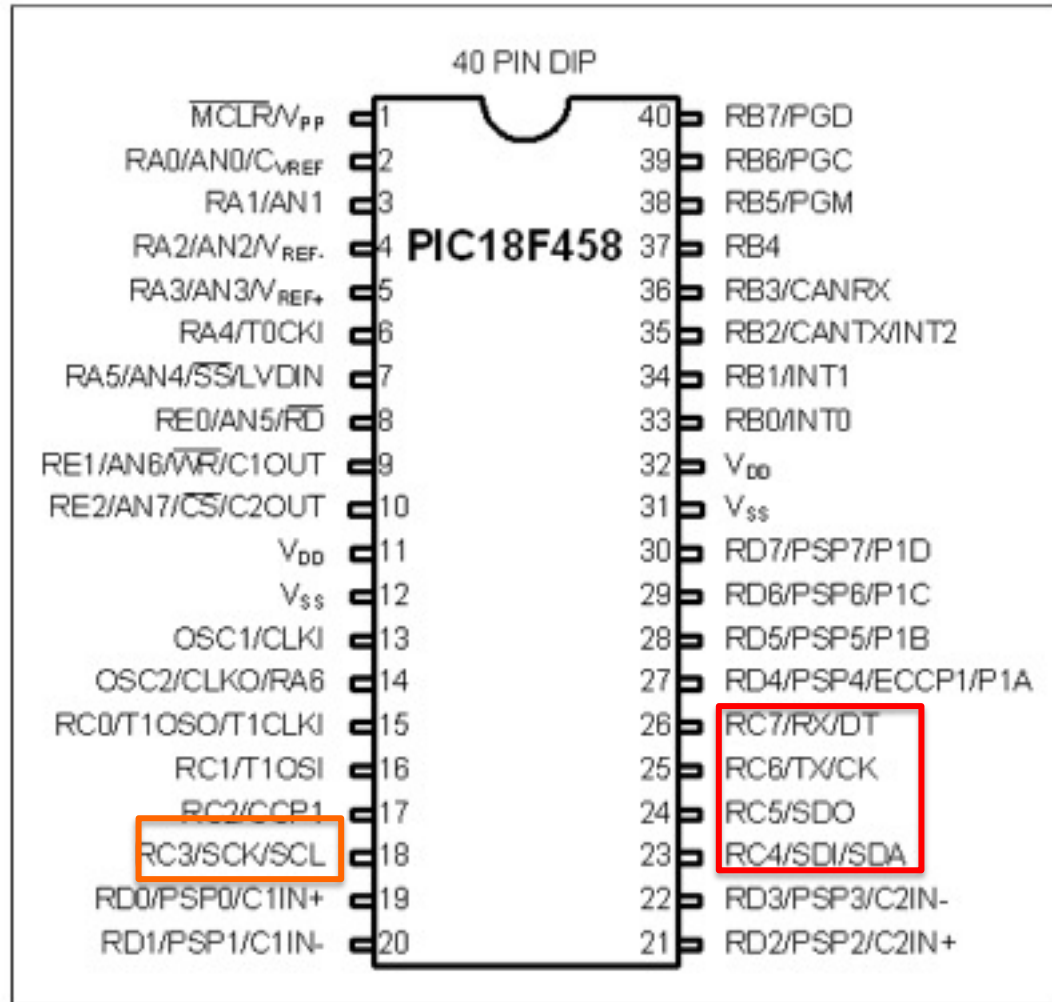 40 PIN DIP
PIC18F458
MCLR/VPP 1
RA0/AN0/CVREF 2
RA1/AN1 3
RA2/AN2/VREF- 4
RA3/AN3/VREF+ 5
RA4/T0CKI 6
RA5/AN4/SS/LVDIN 7
RE0/AN5/RD 8
RE1/AN6/WR/C1OUT 9
RE2/AN7/CS/C2OUT 10
VDD 11
VSS 12
OSC1/CLKI 13
OSC2/CLKO/RA6 14
RC0/T1OSO/T1CLKI 15
RC1/T1OSI 16
RC2/CCP1 17
RC3/SCK/SCL 18
RD0/PSP0/C1IN+ 19
RD1/PSP1/C1IN- 20
40 RB7/PGD
39 RB6/PGC
38 RB5/PGM
37 RB4
36 RB3/CANRX
35 RB2/CANTX/INT2
34 RB1/INT1
33 RB0/INT0
32 VDD
31 VSS
30 RD7/PSP7/P1D
29 RD6/PSP6/P1C
28 RD5/PSP5/P1B
27 RD4/PSP4/ECCP1/P1A
26 RC7/RX/DT
25 RC6/TX/CK
24 RC5/SDO
23 RC4/SDI/SDA
22 RD3/PSP3/C2IN-
21 RD2/PSP2/C2IN+